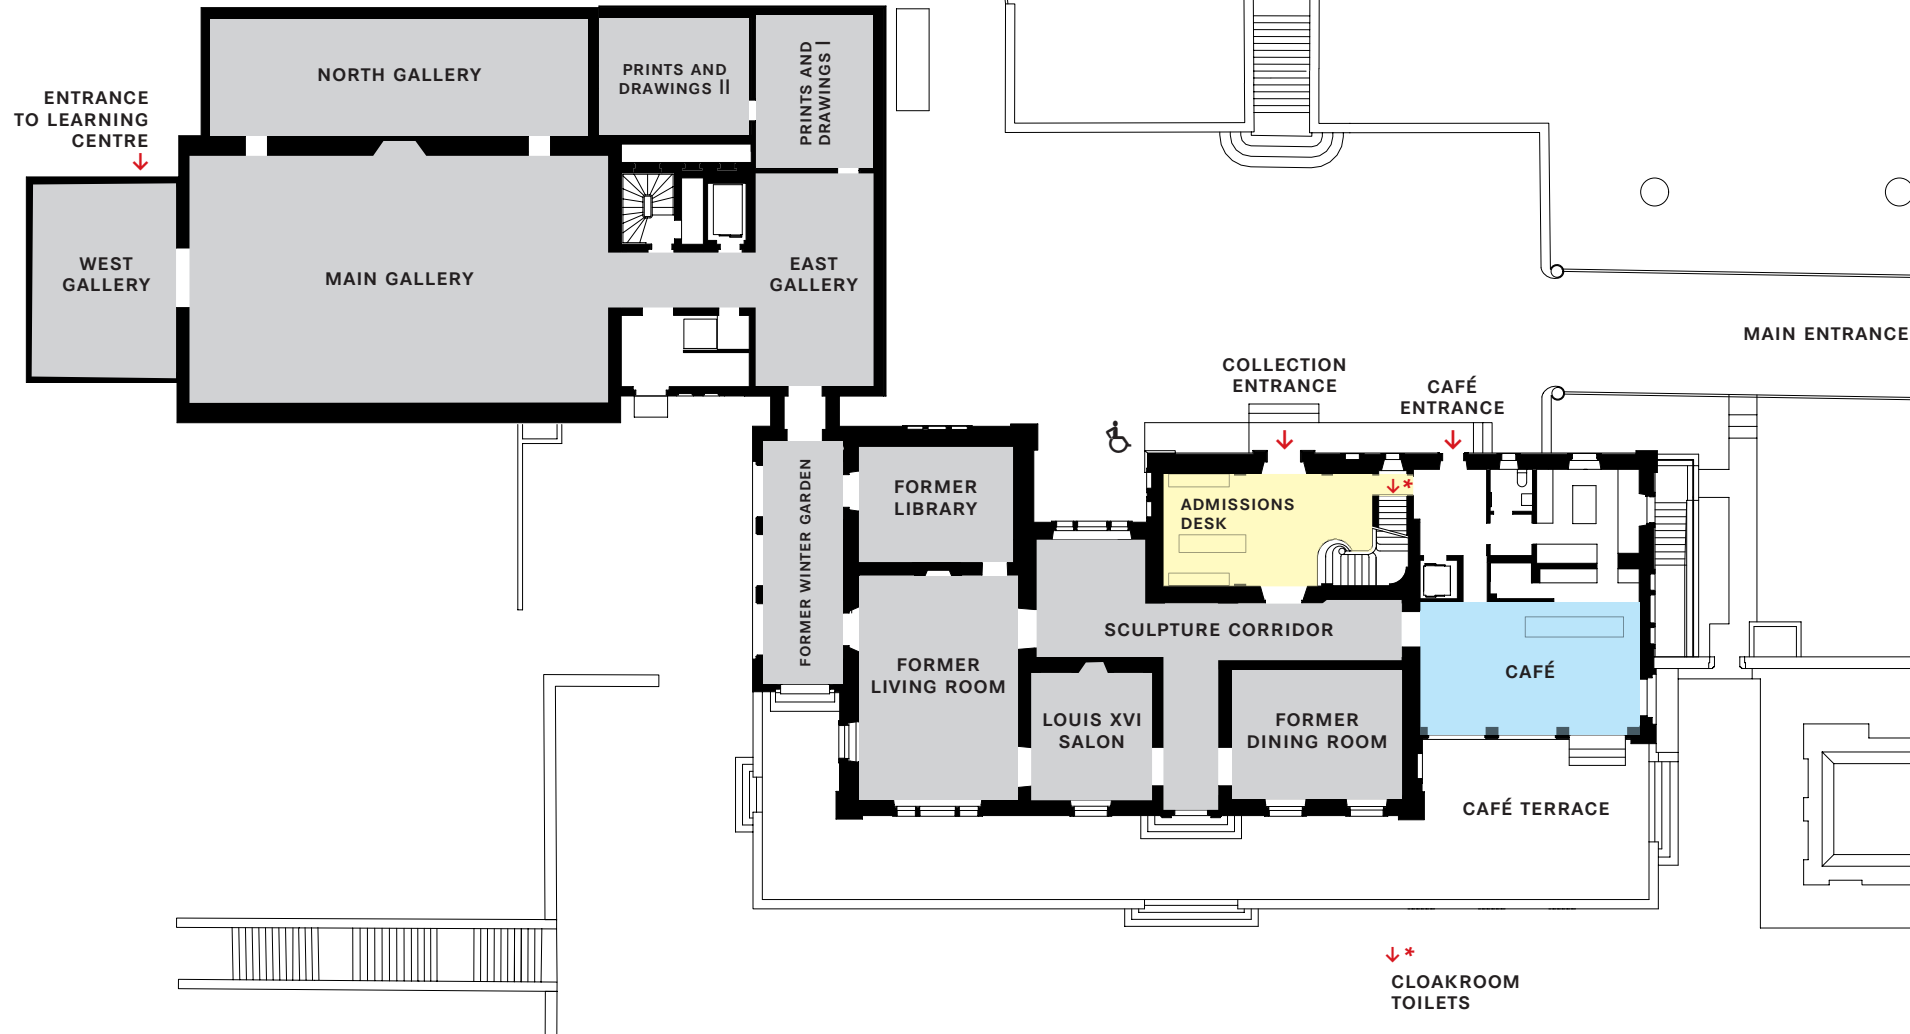 NORTH GALLERY
PRINTS AND
DRAWINGS II
PRINTS AND
DRAWINGS I
ENTRANCE
TO LEARNING
CENTRE
WEST
GALLERY
MAIN GALLERY
EAST
GALLERY
MAIN ENTRANCE
COLLECTION
ENTRANCE
CAFÉ
ENTRANCE
FORMER WINTER GARDEN
FORMER
LIBRARY
*
ADMISSIONS
DESK
SCULPTURE CORRIDOR
FORMER
LIVING ROOM
CAFÉ
LOUIS XVI
SALON
FORMER
DINING ROOM
CAFÉ TERRACE
*
CLOAKROOM
TOILETS